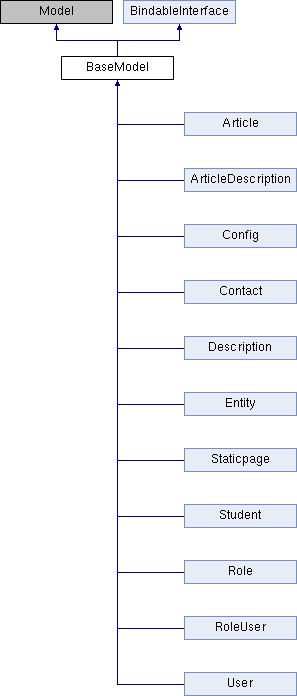 Model BindableInterface
BaseModel
Article
ArticleDescription
Config
Contact
Description
Entity
Staticpage
Student
Role
RoleUser
User